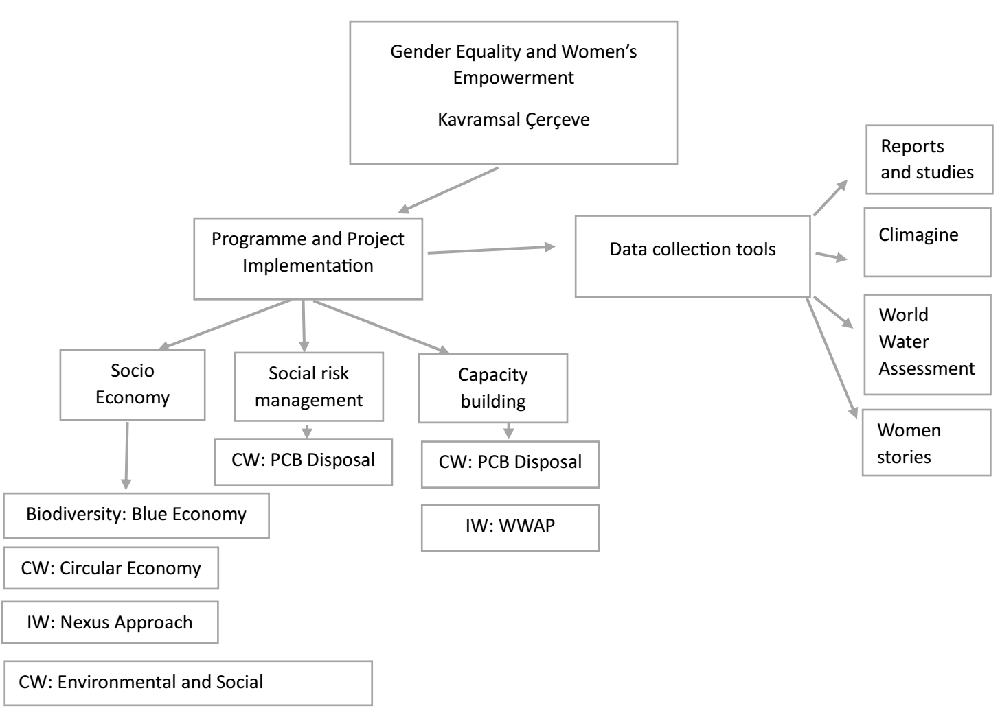 Gender Equality and Women’s
Empowerment
Kavramsal Çerçeve
Programme and Project
Implementation
Data collection tools
Reports
and studies
Climagine
World
Water
Assessment
Women
stories
Socio
Economy
Social risk
management
Capacity
building
CW: PCB Disposal
CW: PCB Disposal
IW: WWAP
Biodiversity: Blue Economy
CW: Circular Economy
IW: Nexus Approach
CW: Environmental and Social